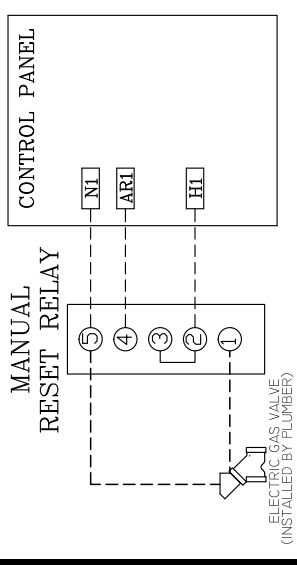 CONTROL PANEL
N1
AR1
H1
MANUAL
RESET RELAY
5
4
3
2
1
ELECTRIC GAS VALVE
(INSTALLED BY PLUMBER)